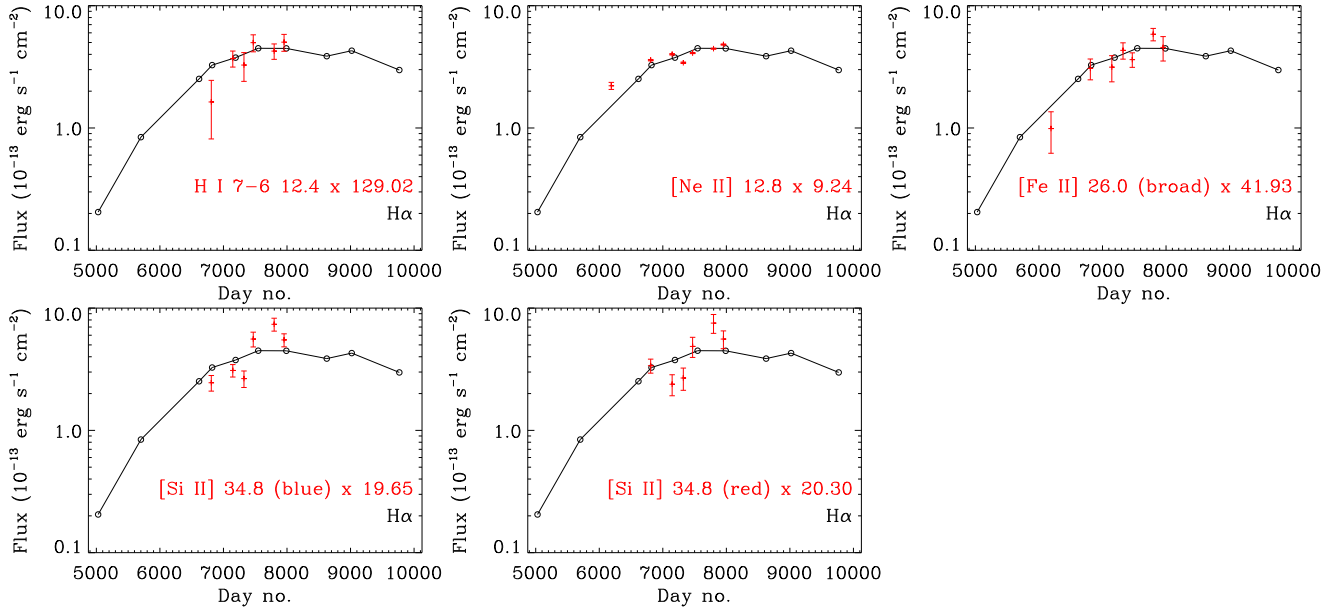 10.0
1.0
0.1
Flux (10⁻¹³ erg s⁻¹ cm⁻²)
H I 7−6 12.4 x 129.02
Hα
5000 6000 7000 8000 9000 10000
Day no.
10.0
1.0
0.1
Flux (10⁻¹³ erg s⁻¹ cm⁻²)
[Ne II] 12.8 x 9.24
Hα
5000 6000 7000 8000 9000 10000
Day no.
10.0
1.0
0.1
Flux (10⁻¹³ erg s⁻¹ cm⁻²)
[Fe II] 26.0 (broad) x 41.93
Hα
5000 6000 7000 8000 9000 10000
Day no.
10.0
1.0
0.1
Flux (10⁻¹³ erg s⁻¹ cm⁻²)
[Si II] 34.8 (blue) x 19.65
Hα
5000 6000 7000 8000 9000 10000
Day no.
10.0
1.0
0.1
Flux (10⁻¹³ erg s⁻¹ cm⁻²)
[Si II] 34.8 (red) x 20.30
Hα
5000 6000 7000 8000 9000 10000
Day no.